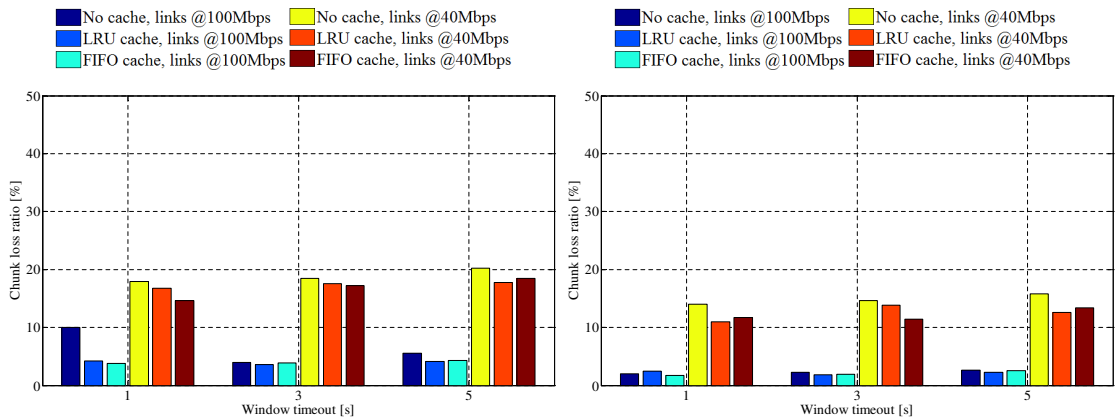 No cache, links @100Mbps No cache, links @40Mbps
LRU cache, links @100Mbps LRU cache, links @40Mbps
FIFO cache, links @100Mbps FIFO cache, links @40Mbps
50
40
30
20
10
0
Chunk loss ratio [%]
1 3 5
Window timeout [s]
No cache, links @100Mbps No cache, links @40Mbps
LRU cache, links @100Mbps LRU cache, links @40Mbps
FIFO cache, links @100Mbps FIFO cache, links @40Mbps
50
40
30
20
10
0
Chunk loss ratio [%]
1 3 5
Window timeout [s]